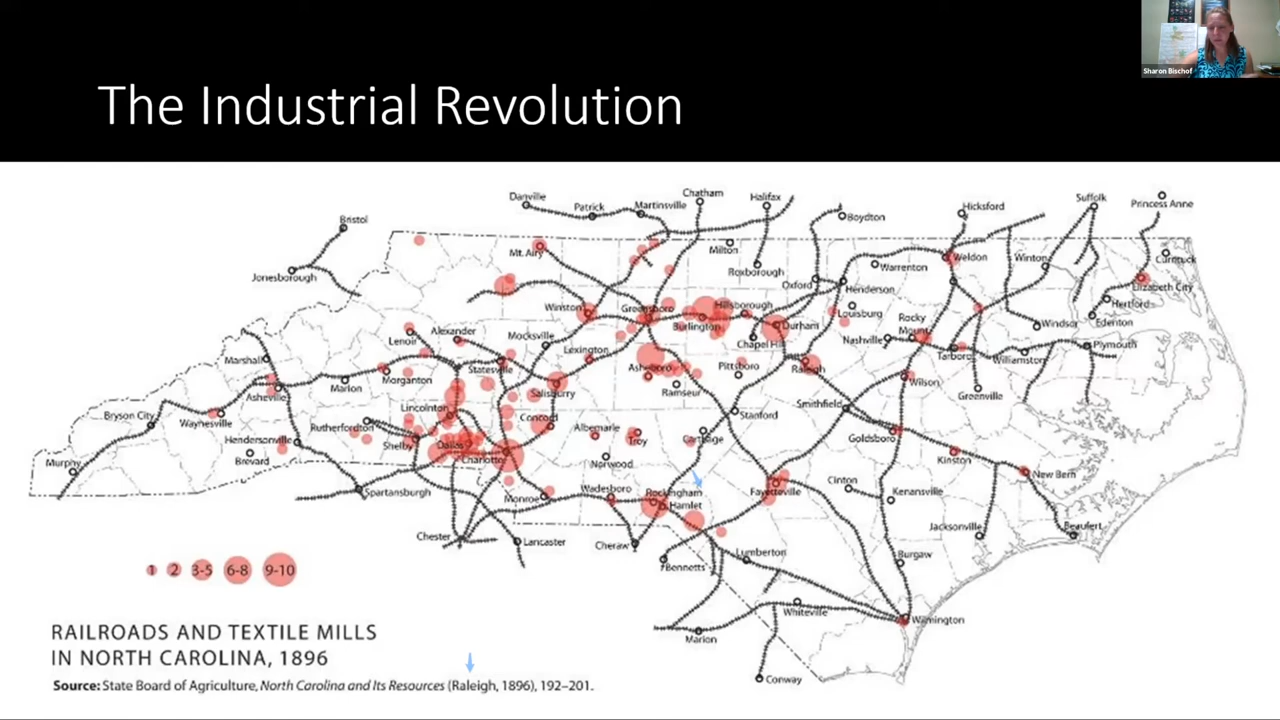 Sharon Bischof
The Industrial Revolution
Chatham
Danville
Patrick
Martinsville
Halifax
Suffolk
Princess Anne
Bristol
Boydton
Hicksford
Mt. Airy
Milton
Weldon
Winton
Currituck
Jonesborough
Roxborough
Warrenton
Oxford
Henderson
Elizabeth City
Hertford
Winston
Greensboro
Hillsborough
Louisburg
Rocky
Mount
Windsor
Edenton
Burlington
Durham
Lenoir
Alexander
Mocksville
Chapel Hill
Nashville
Tarboro
Williamston
Plymouth
Marshall
Statesville
Lexington
Asheboro
Pittsboro
Raleigh
Morganton
Marion
Asheville
Salisbury
Ramseur
Wilson
Greenville
Smithfield
Lincolnton
Concord
Stanford
Bryson City
Waynesville
Rutherfordton
Albemarle
Troy
Carthage
Goldsboro
Hendersonville
Shelby
Dallas
Charlotte
Brevard
Norwood
Kinston
New Bern
Murphy
Spartansburgh
Monroe
Wadesboro
Rockingham
Hamlet
Fayetteville
Clinton
Kenansville
Jacksonville
Beaufert
Chester
Lancaster
Cheraw
Lumberton
Burgaw
Bennetts
1 2 3-5 6-8 9-10
Whiteville
Wilmington
RAILROADS AND TEXTILE MILLS
Marion
IN NORTH CAROLINA, 1896
Conway
Source: State Board of Agriculture, North Carolina and Its Resources (Raleigh, 1896), 192–201.